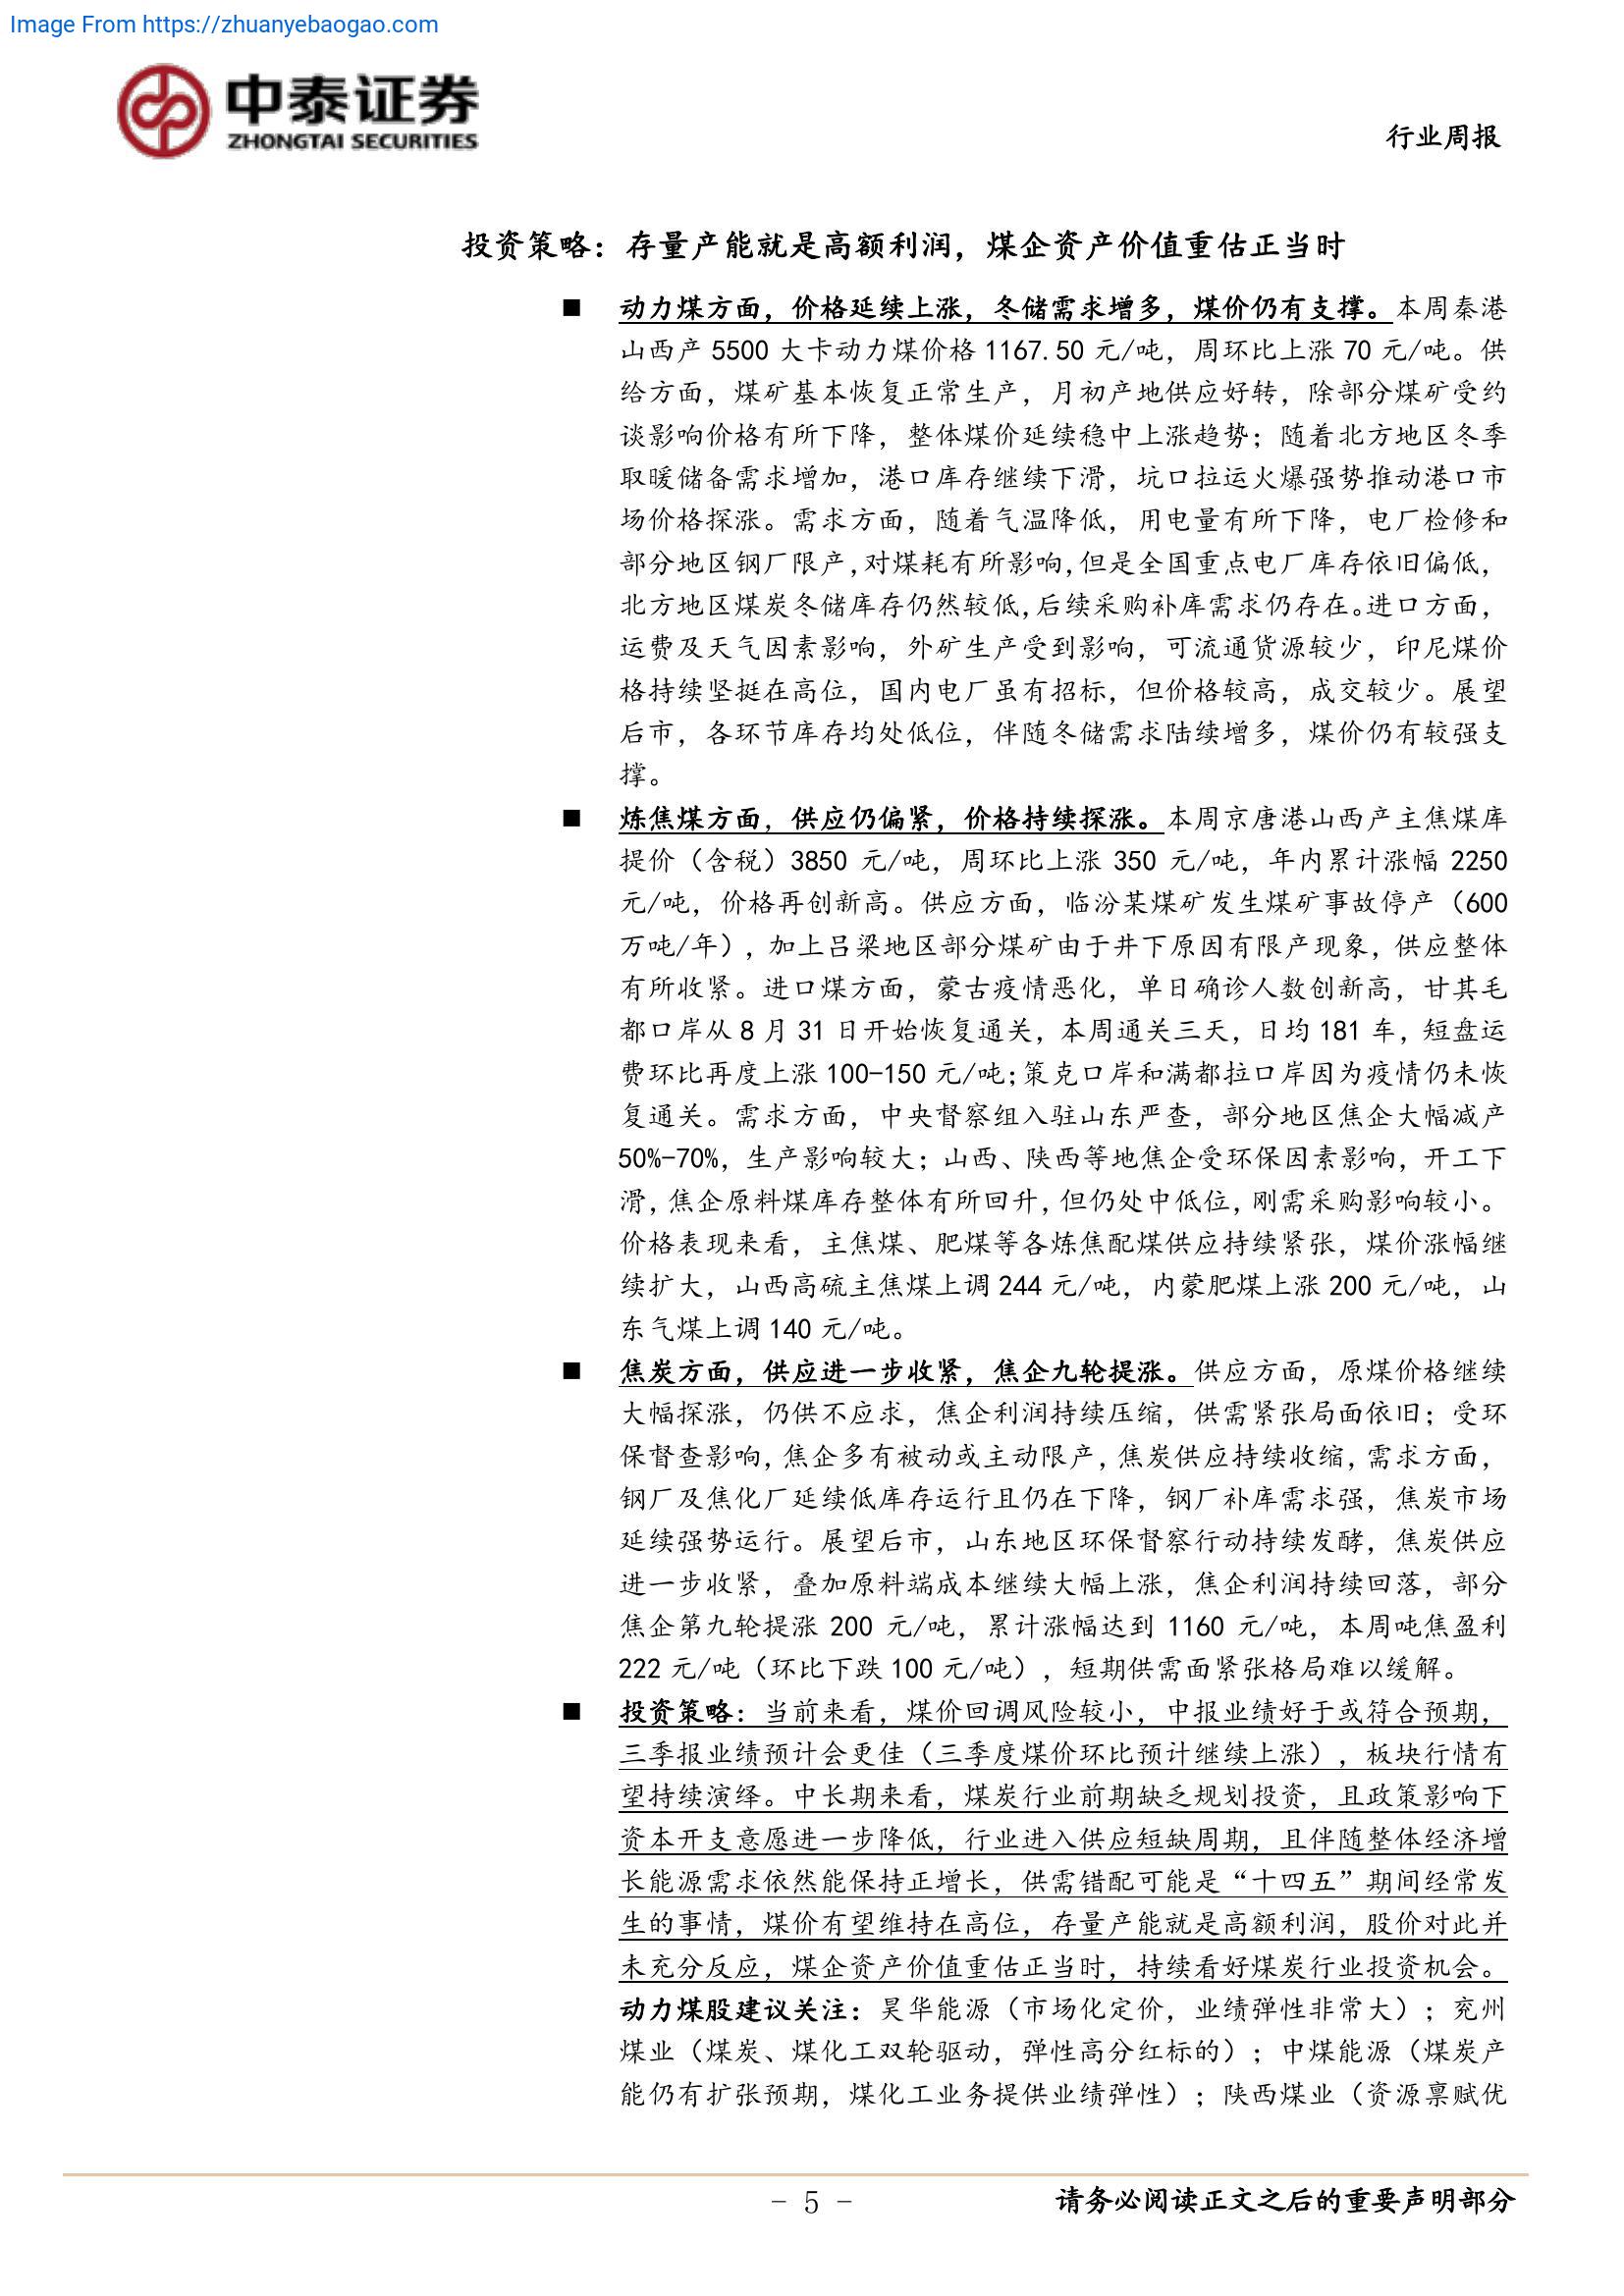 Image From https://zhuanyebaogao.com
中泰证券
ZHONGTAI SECURITIES
行业周报
投资策略：存量产能就是高额利润，煤企资产价值重估正当时
■ 动力煤方面，价格延续上涨，冬储需求增多，煤价仍有支撑。本周秦港
山西产 5500 大卡动力煤价格 1167.50 元/吨，周环比上涨 70 元/吨。供
给方面，煤矿基本恢复正常生产，月初产地供应好转，除部分煤矿受约
谈影响价格有所下降，整体煤价延续稳中上涨趋势；随着北方地区冬季
取暖储备需求增加，港口库存继续下滑，坑口拉运火爆强势推动港口市
场价格探涨。需求方面，随着气温降低，用电量有所下降，电厂检修和
部分地区钢厂限产,对煤耗有所影响,但是全国重点电厂库存依旧偏低，
北方地区煤炭冬储库存仍然较低,后续采购补库需求仍存在。进口方面，
运费及天气因素影响，外矿生产受到影响，可流通货源较少，印尼煤价
格持续坚挺在高位，国内电厂虽有招标，但价格较高，成交较少。展望
后市，各环节库存均处低位，伴随冬储需求陆续增多，煤价仍有较强支
撑。
■ 炼焦煤方面，供应仍偏紧，价格持续探涨。本周京唐港山西产主焦煤库
提价（含税）3850 元/吨，周环比上涨 350 元/吨，年内累计涨幅 2250
元/吨，价格再创新高。供应方面，临汾某煤矿发生煤矿事故停产（600
万吨/年），加上吕梁地区部分煤矿由于井下原因有限产现象，供应整体
有所收紧。进口煤方面，蒙古疫情恶化，单日确诊人数创新高，甘其毛
都口岸从 8 月 31 日开始恢复通关，本周通关三天，日均 181 车，短盘运
费环比再度上涨 100-150 元/吨;策克口岸和满都拉口岸因为疫情仍未恢
复通关。需求方面，中央督察组入驻山东严查，部分地区焦企大幅减产
50%-70%，生产影响较大；山西、陕西等地焦企受环保因素影响，开工下
滑,焦企原料煤库存整体有所回升,但仍处中低位,刚需采购影响较小。
价格表现来看，主焦煤、肥煤等各炼焦配煤供应持续紧张，煤价涨幅继
续扩大，山西高硫主焦煤上调 244 元/吨，内蒙肥煤上涨 200 元/吨，山
东气煤上调 140 元/吨。
■ 焦炭方面，供应进一步收紧，焦企九轮提涨。供应方面，原煤价格继续
大幅探涨，仍供不应求，焦企利润持续压缩，供需紧张局面依旧；受环
保督查影响,焦企多有被动或主动限产,焦炭供应持续收缩,需求方面，
钢厂及焦化厂延续低库存运行且仍在下降，钢厂补库需求强，焦炭市场
延续强势运行。展望后市，山东地区环保督察行动持续发酵，焦炭供应
进一步收紧，叠加原料端成本继续大幅上涨，焦企利润持续回落，部分
焦企第九轮提涨 200 元/吨，累计涨幅达到 1160 元/吨，本周吨焦盈利
222 元/吨（环比下跌 100 元/吨），短期供需面紧张格局难以缓解。
■ 投资策略：当前来看，煤价回调风险较小，中报业绩好于或符合预期，
三季报业绩预计会更佳（三季度煤价环比预计继续上涨），板块行情有
望持续演绎。中长期来看，煤炭行业前期缺乏规划投资，且政策影响下
资本开支意愿进一步降低，行业进入供应短缺周期，且伴随整体经济增
长能源需求依然能保持正增长，供需错配可能是“十四五”期间经常发
生的事情，煤价有望维持在高位，存量产能就是高额利润，股价对此并
未充分反应，煤企资产价值重估正当时，持续看好煤炭行业投资机会。
动力煤股建议关注：昊华能源（市场化定价，业绩弹性非常大）；兖州
煤业（煤炭、煤化工双轮驱动，弹性高分红标的）；中煤能源（煤炭产
能仍有扩张预期，煤化工业务提供业绩弹性）；陕西煤业（资源禀赋优
- 5 -
请务必阅读正文之后的重要声明部分